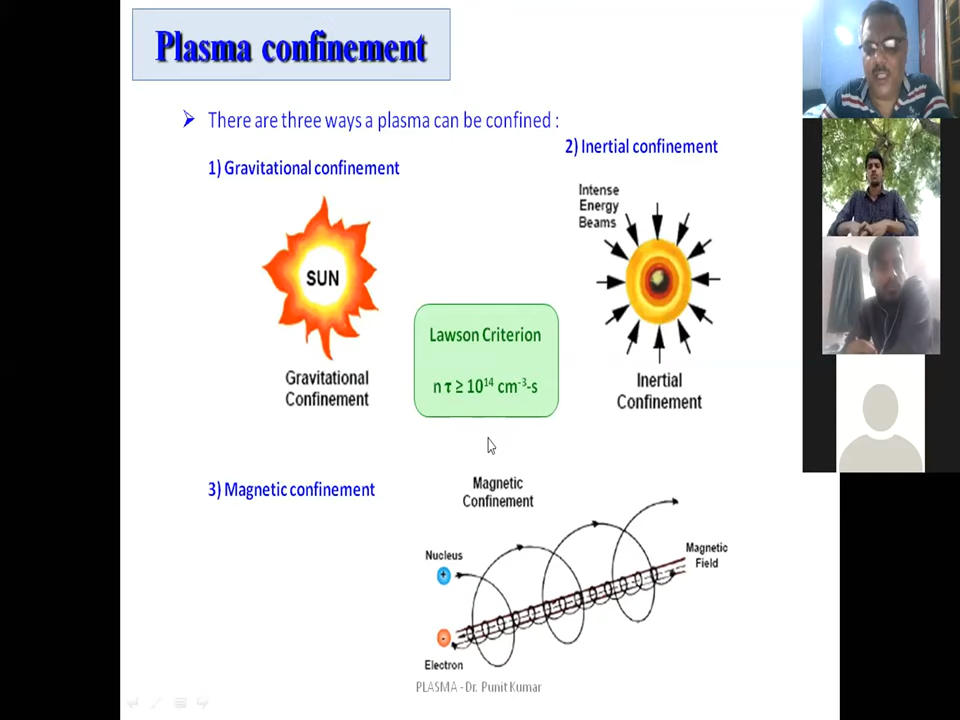 Plasma confinement
There are three ways a plasma can be confined :
1) Gravitational confinement
2) Inertial confinement
SUN
Gravitational
Confinement
Lawson Criterion
n τ ≥ 10¹⁴ cm⁻³-s
Intense
Energy
Beams
Inertial
Confinement
3) Magnetic confinement
Magnetic
Confinement
Nucleus
+
Magnetic
Field
-
Electron
PLASMA - Dr. Punit Kumar